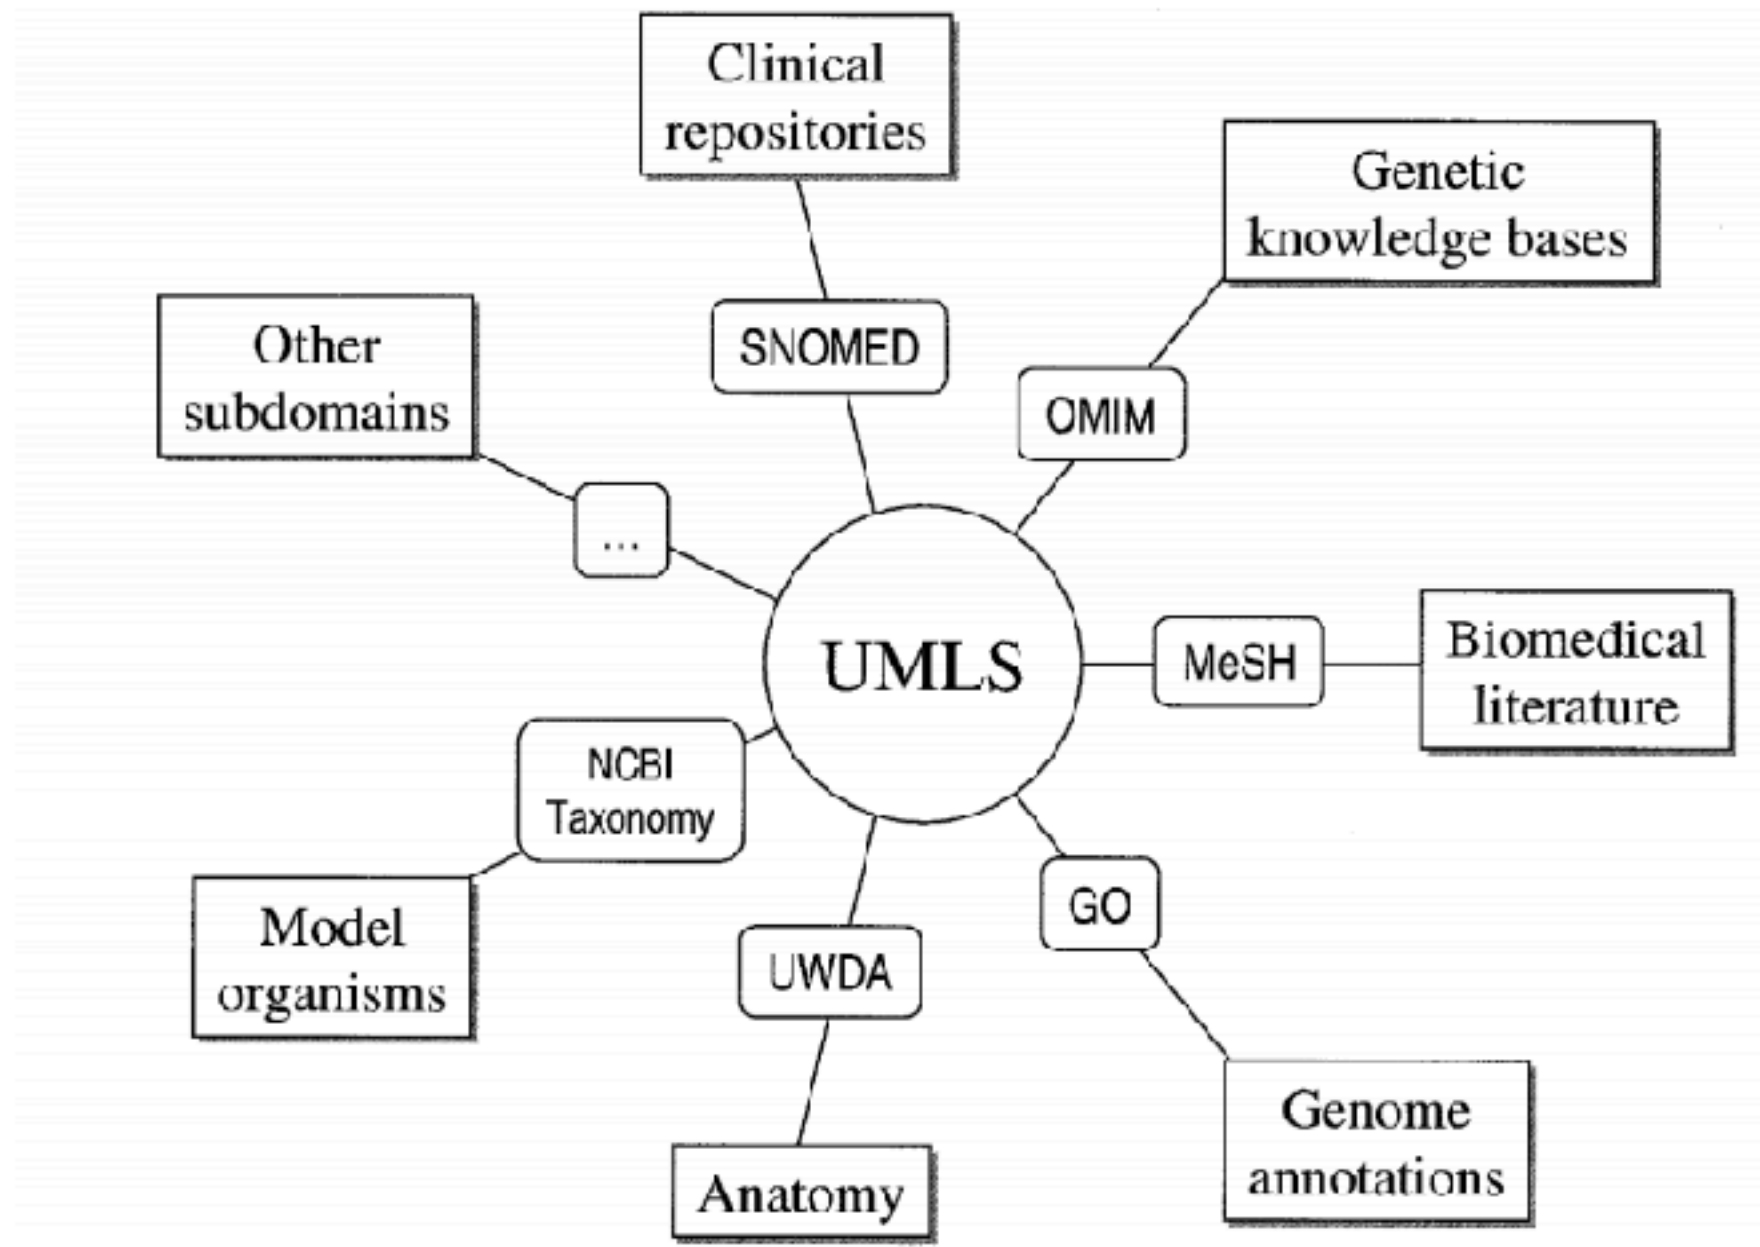 Clinical
repositories
Genetic
knowledge bases
Other
subdomains
SNOMED
OMIM
...
UMLS
MeSH
Biomedical
literature
NCBI
Taxonomy
GO
Model
organisms
UWDA
Genome
annotations
Anatomy